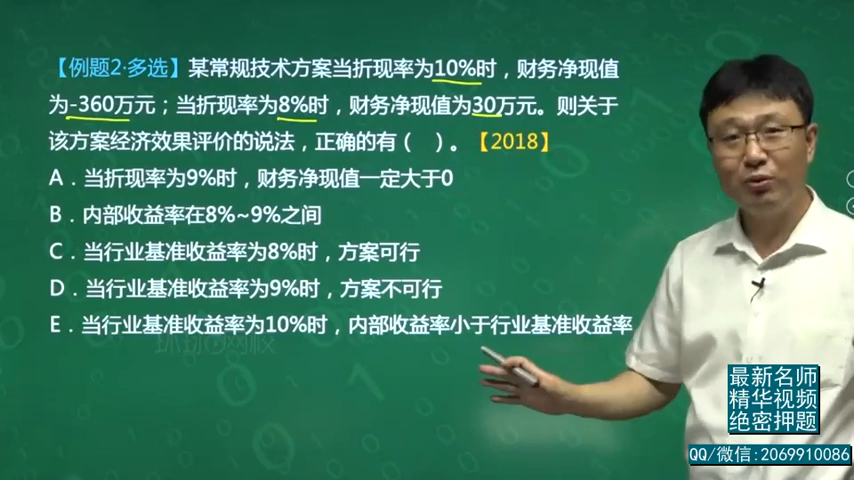 【例题2·多选】某常规技术方案当折现率为10%时，财务净现值
为-360万元；当折现率为8%时，财务净现值为30万元。则关于
该方案经济效果评价的说法，正确的有（ ）。【2018】
A．当折现率为9%时，财务净现值一定大于0
B．内部收益率在8%~9%之间
C．当行业基准收益率为8%时，方案可行
D．当行业基准收益率为9%时，方案不可行
E．当行业基准收益率为10%时，内部收益率小于行业基准收益率
环球网校
最新名师
精华视频
绝密押题
QQ/微信:2069910086